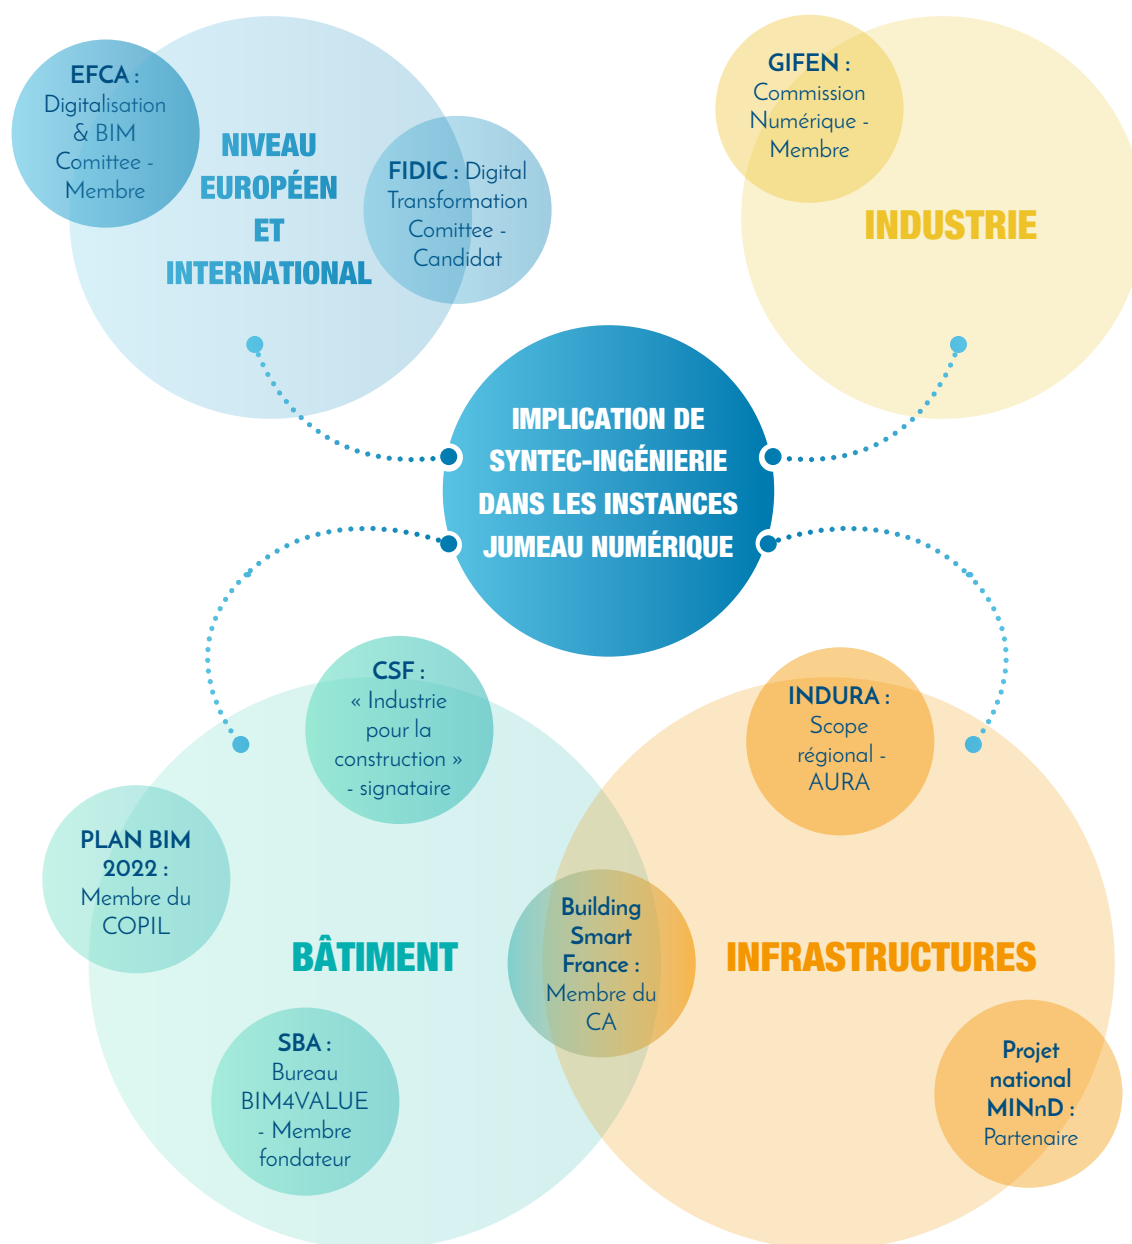 EFCA :
Digitalisation
& BIM
Comittee -
Membre
NIVEAU
EUROPÉEN
ET
INTERNATIONAL
FIDIC : Digital
Transformation
Comittee -
Candidat
GIFEN :
Commission
Numérique -
Membre
INDUSTRIE
IMPLICATION DE
SYNTEC-INGÉNIERIE
DANS LES INSTANCES
JUMEAU NUMÉRIQUE
CSF :
« Industrie
pour la
construction »
- signataire
PLAN BIM
2022 :
Membre du
COPIL
BÂTIMENT
SBA :
Bureau
BIM4VALUE
- Membre
fondateur
Building
Smart
France :
Membre du
CA
INDURA :
Scope
régional -
AURA
INFRASTRUCTURES
Projet
national
MINnD :
Partenaire